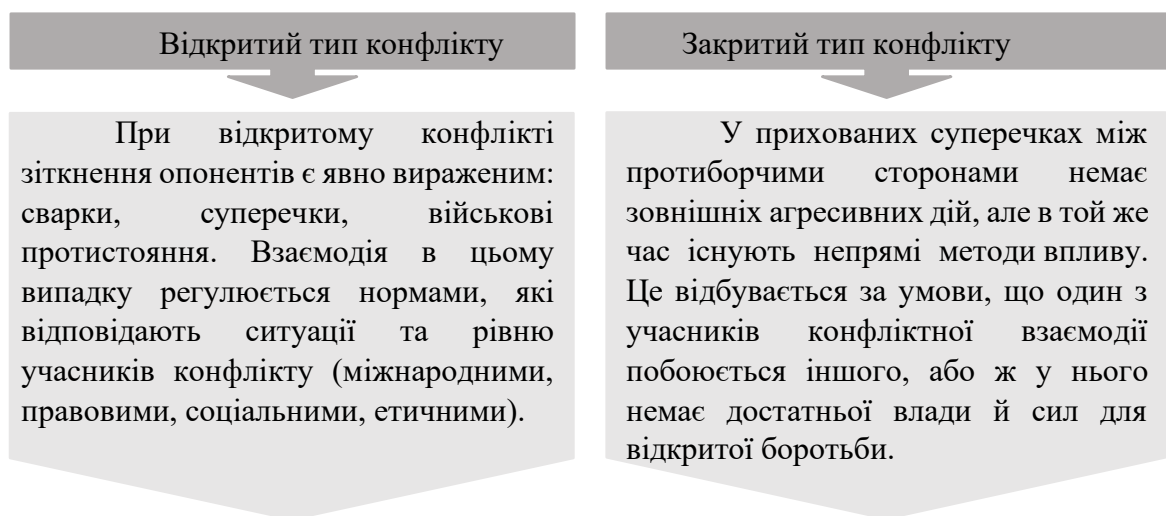 Відкритий тип конфлікту
При відкритому конфлікті
зіткнення опонентів є явно вираженим:
сварки, суперечки, військові
протистояння. Взаємодія в цьому
випадку регулюється нормами, які
відповідають ситуації та рівню
учасників конфлікту (міжнародними,
правовими, соціальними, етичними).
Закритий тип конфлікту
У прихованих суперечках між
протиборчими сторонами немає
зовнішніх агресивних дій, але в той же
час існують непрямі методи впливу.
Це відбувається за умови, що один з
учасників конфліктної взаємодії
побоюється іншого, або ж у нього
немає достатньої влади й сил для
відкритої боротьби.